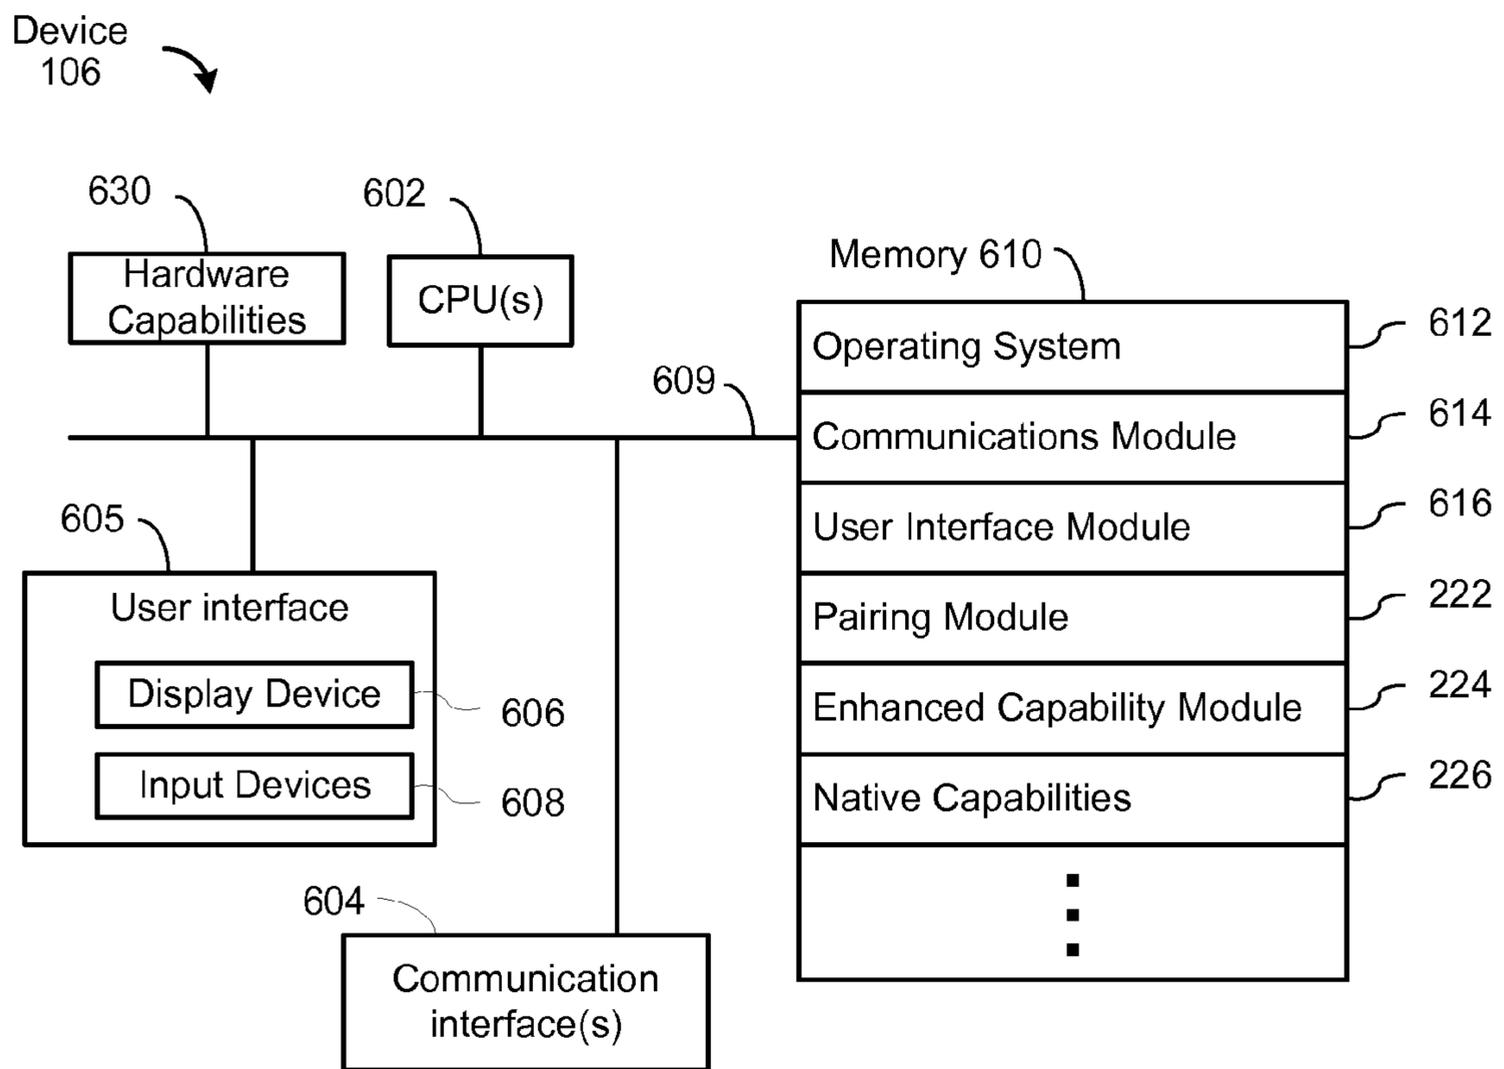 Device
106
630
Hardware
Capabilities
602
CPU(s)
609
605
User interface
Display Device
606
Input Devices
608
604
Communication
interface(s)
Memory 610
Operating System
612
Communications Module
614
User Interface Module
616
Pairing Module
222
Enhanced Capability Module
224
Native Capabilities
226